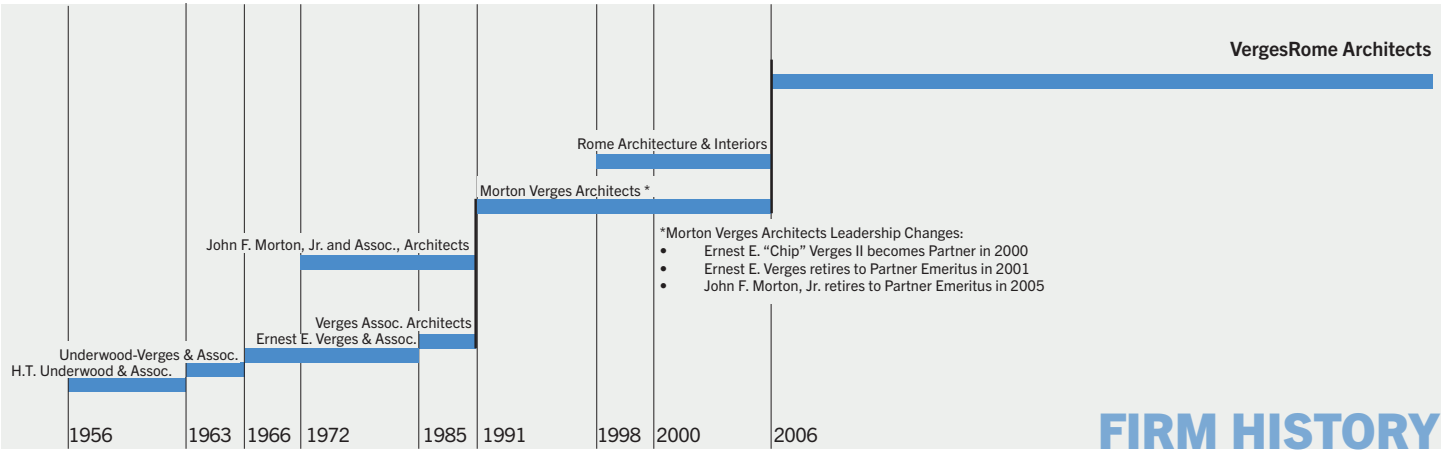 VergesRome Architects
Rome Architecture & Interiors
Morton Verges Architects *
*Morton Verges Architects Leadership Changes:
• Ernest E. “Chip” Verges II becomes Partner in 2000
• Ernest E. Verges retires to Partner Emeritus in 2001
• John F. Morton, Jr. retires to Partner Emeritus in 2005
John F. Morton, Jr. and Assoc., Architects
Verges Assoc. Architects
Ernest E. Verges & Assoc.
Underwood-Verges & Assoc.
H.T. Underwood & Assoc.
1956 1963 1966 1972 1985 1991 1998 2000 2006
FIRM HISTORY